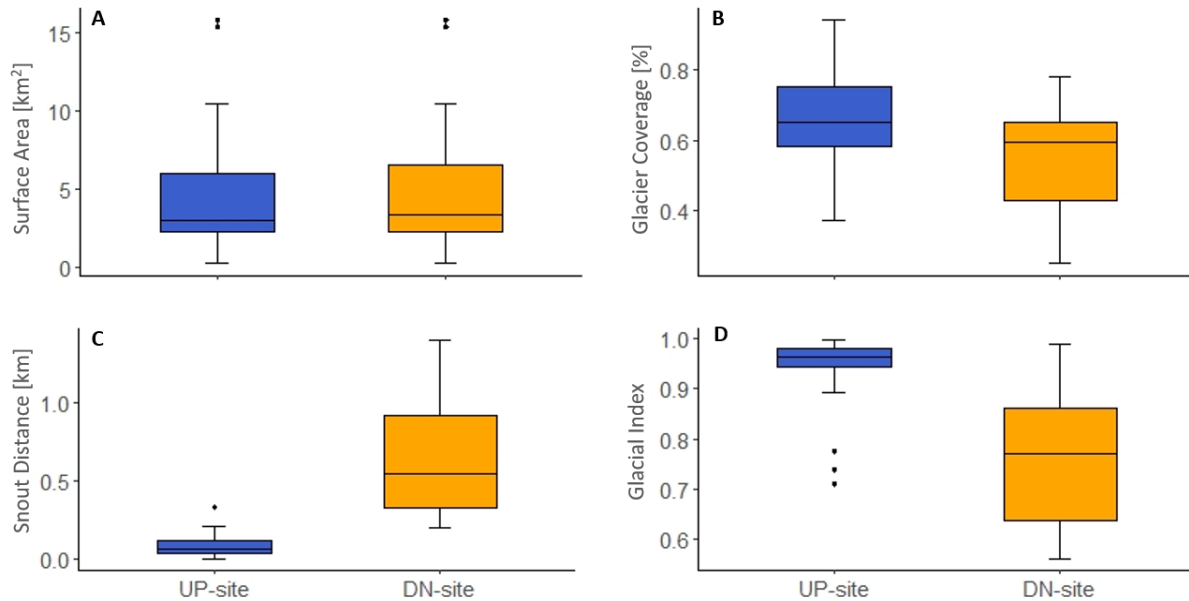 A
Surface Area [km²]
15
10
5
0
B
Glacier Coverage [%]
0.8
0.6
0.4
C
Snout Distance [km]
1.0
0.5
0.0
UP-site
DN-site
D
Glacial Index
1.0
0.9
0.8
0.7
0.6
UP-site
DN-site